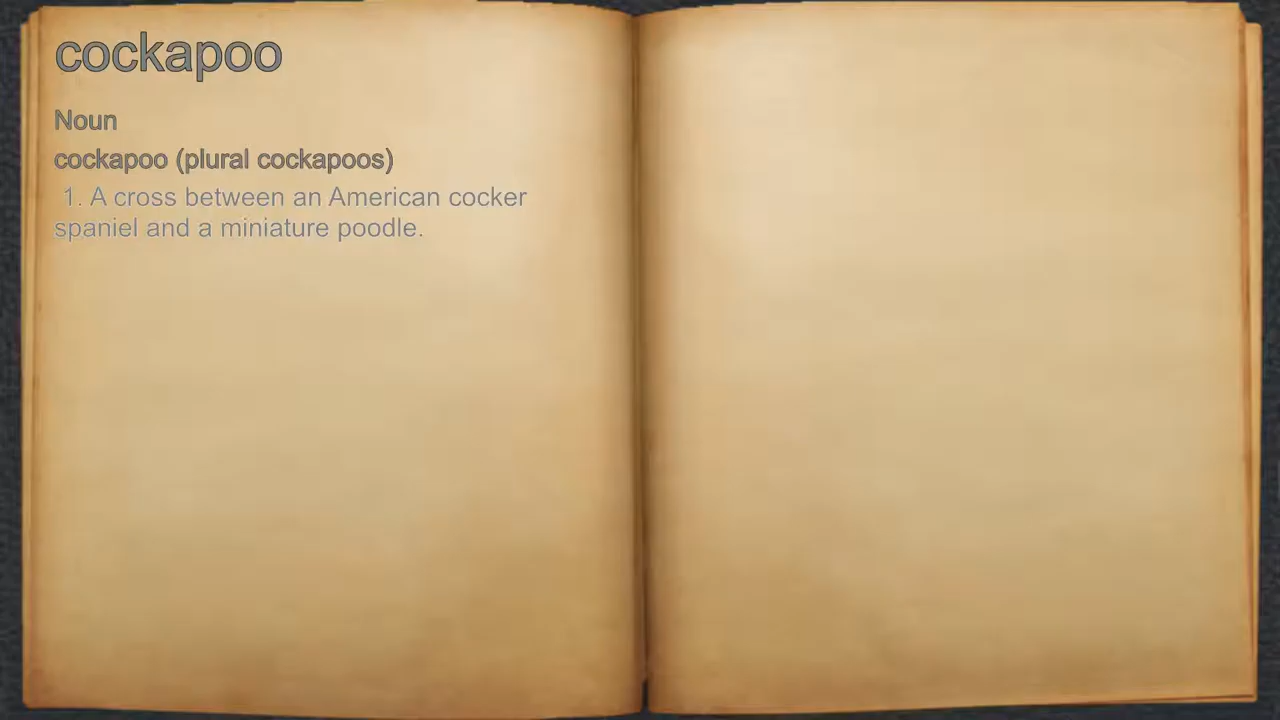 cockapoo
Noun
cockapoo (plural cockapoos)
1. A cross between an American cocker
spaniel and a miniature poodle.